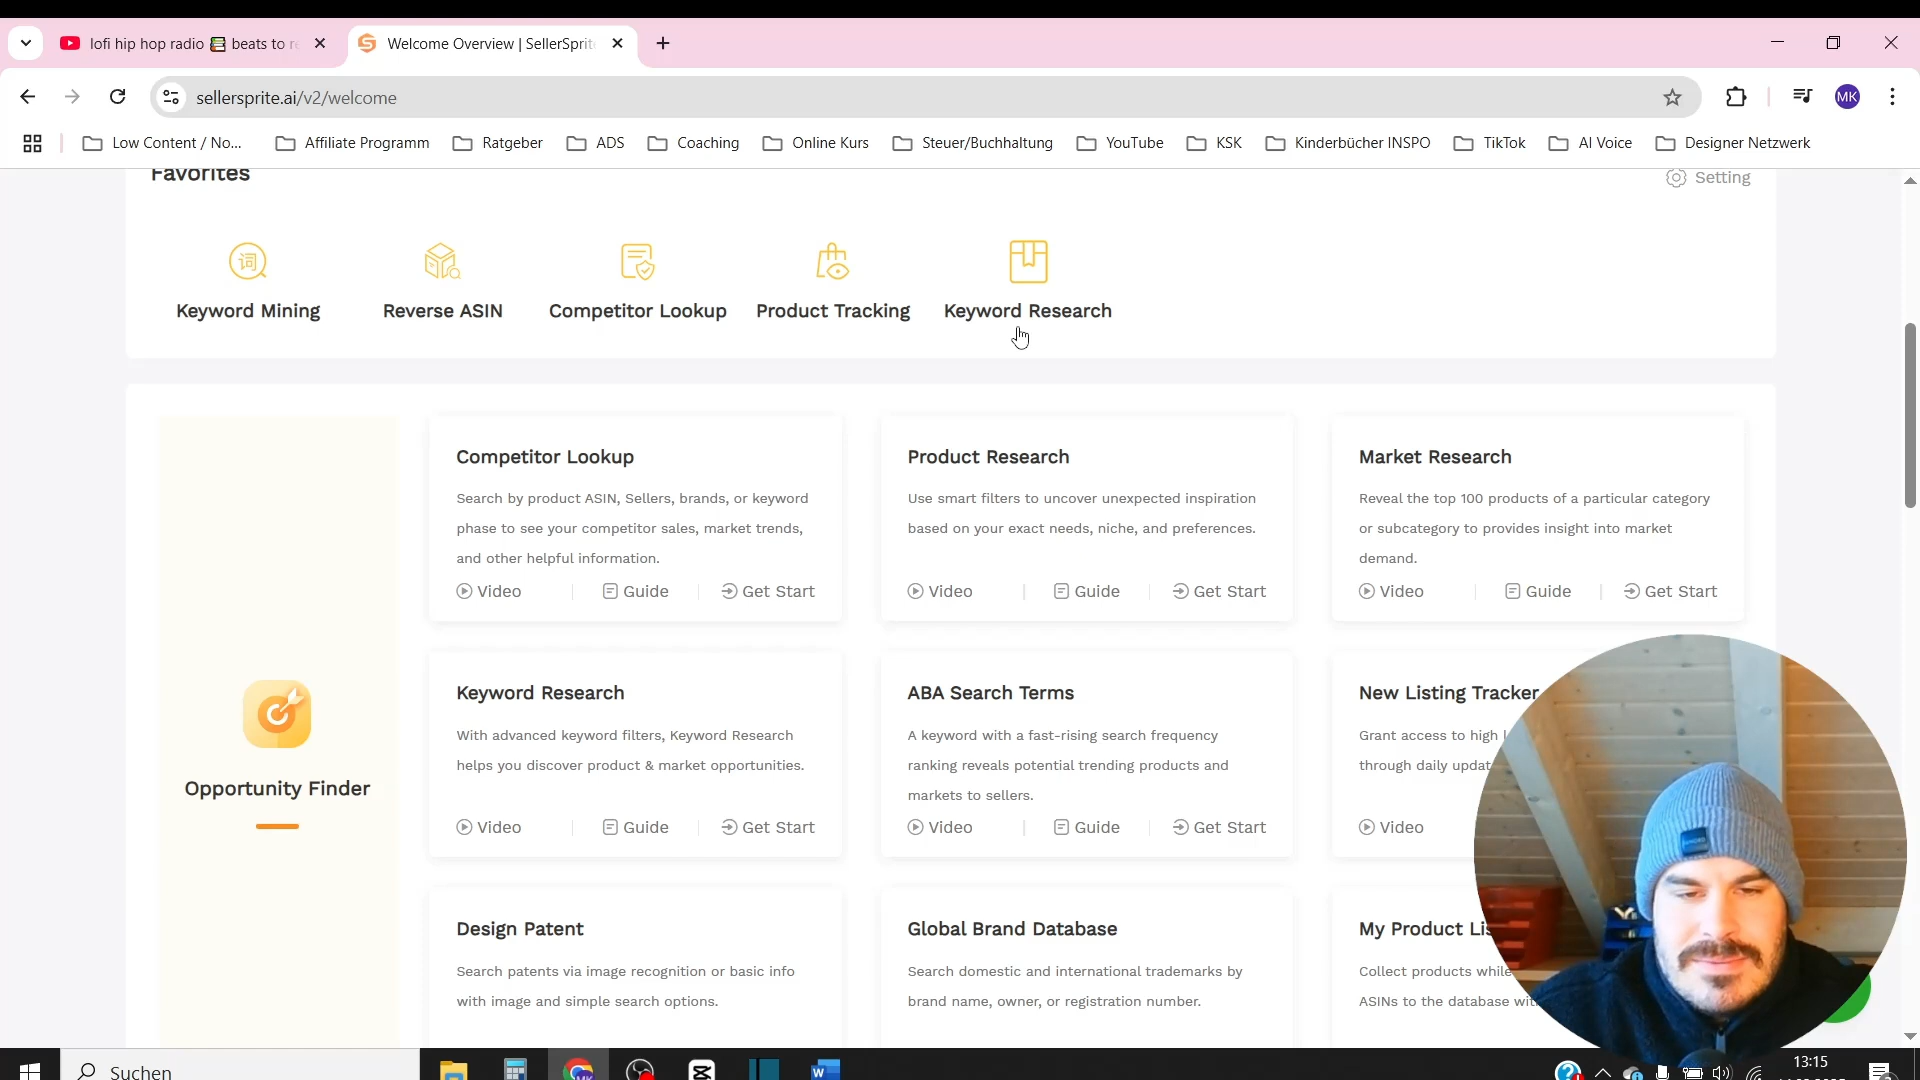 lofi hip hop radio 📚 beats to re
Welcome Overview | SellerSprite
sellersprite.ai/v2/welcome
MK
Low Content / No...
Affiliate Programm
Ratgeber
ADS
Coaching
Online Kurs
Steuer/Buchhaltung
YouTube
KSK
Kinderbücher INSPO
TikTok
AI Voice
Designer Netzwerk
Favorites
Setting
词
Keyword Mining
Reverse ASIN
Competitor Lookup
Product Tracking
Keyword Research
Opportunity Finder
Competitor Lookup
Search by product ASIN, Sellers, brands, or keyword
phase to see your competitor sales, market trends,
and other helpful information.
Video
Guide
Get Start
Product Research
Use smart filters to uncover unexpected inspiration
based on your exact needs, niche, and preferences.
Video
Guide
Get Start
Market Research
Reveal the top 100 products of a particular category
or subcategory to provides insight into market
demand.
Video
Guide
Get Start
Keyword Research
With advanced keyword filters, Keyword Research
helps you discover product & market opportunities.
Video
Guide
Get Start
ABA Search Terms
A keyword with a fast-rising search frequency
ranking reveals potential trending products and
markets to sellers.
Video
Guide
Get Start
New Listing Tracker
Grant access to high
through daily updat
Video
Design Patent
Search patents via image recognition or basic info
with image and simple search options.
Global Brand Database
Search domestic and international trademarks by
brand name, owner, or registration number.
My Product Lis
Collect products while
ASINs to the database wit
Suchen
13:15